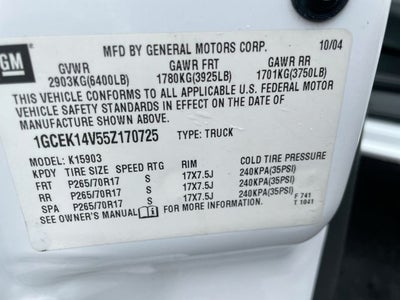 GM
MFD BY GENERAL MOTORS CORP. 10/04
GVWR GAWR FRT GAWR RR
2903KG(6400LB) 1780KG(3925LB) 1701KG(3750LB)
THIS VEHICLE CONFORMS TO ALL APPLICABLE U.S. FEDERAL MOTOR
VEHICLE SAFETY STANDARDS IN EFFECT ON THE DATE OF
MANUFACTURE SHOWN ABOVE.
1GCEK14V55Z170725 TYPE: TRUCK
MODEL: K15903
KPDY TIRE SIZE SPEED RTG RIM COLD TIRE PRESSURE
FRT P265/70R17 S 17X7.5J 240KPA(35PSI)
RR P265/70R17 S 17X7.5J 240KPA(35PSI)
SPA P265/70R17 S 17X7.5J 240KPA(35PSI)
SEE OWNER'S MANUAL FOR MORE INFORMATION. F 741
T 1041